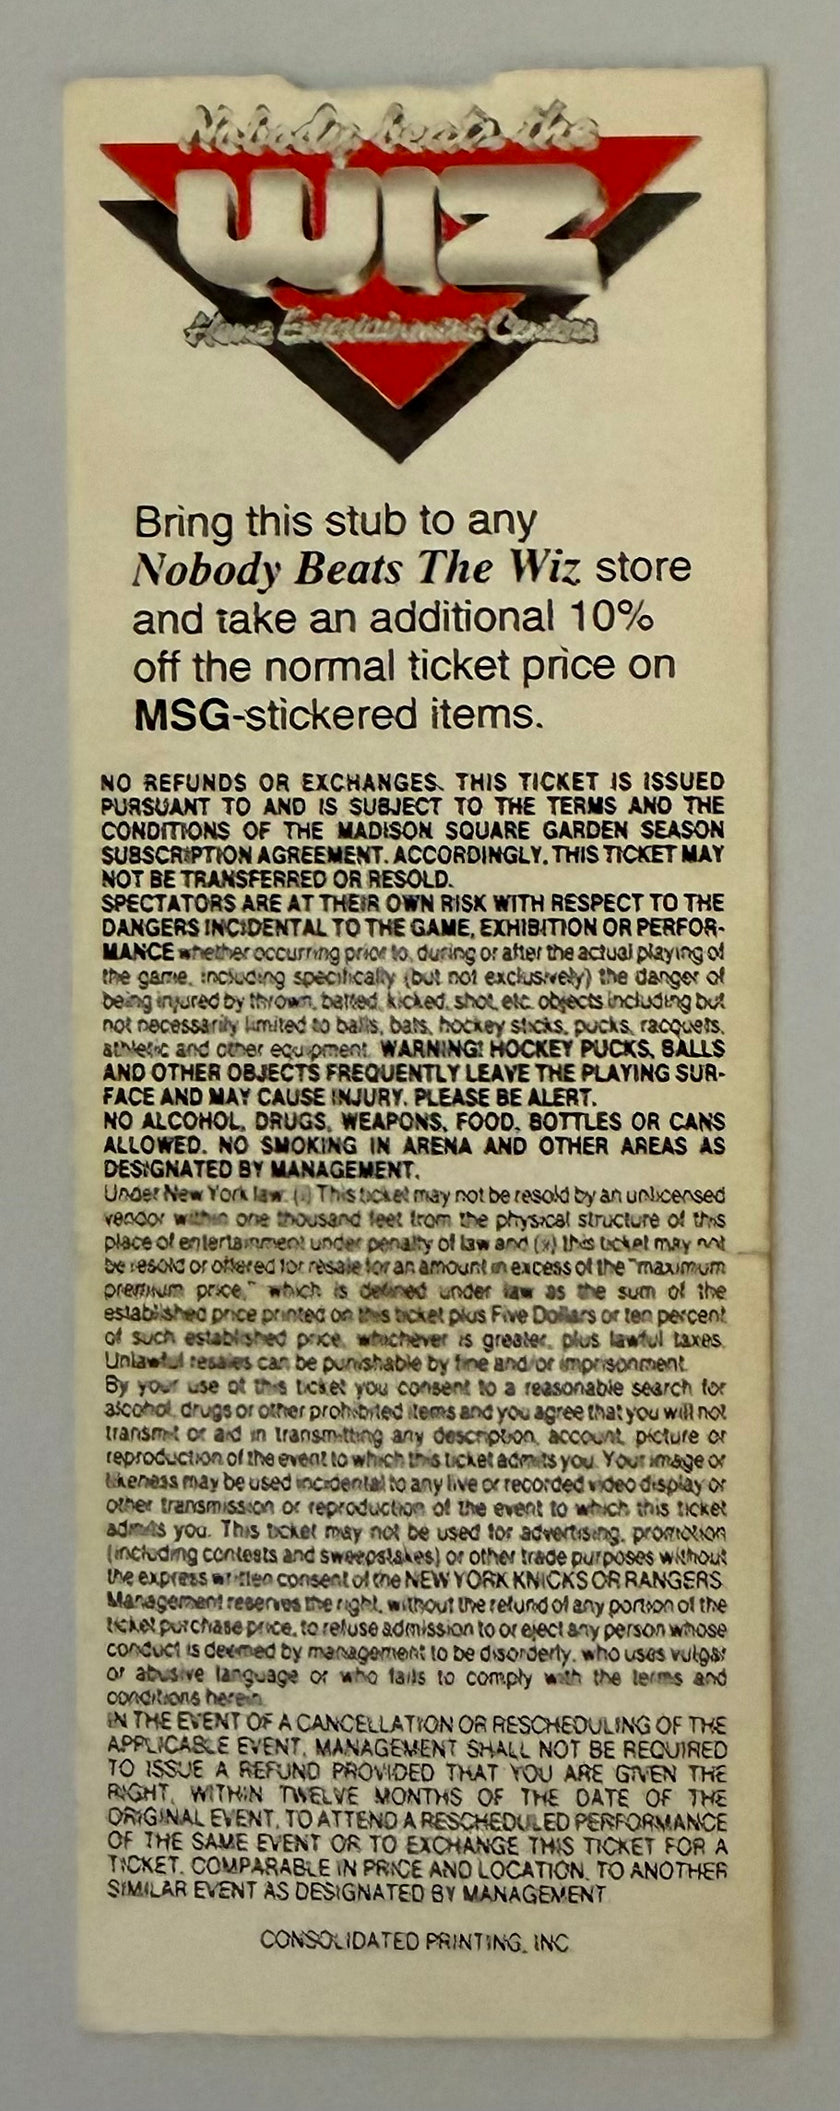 Nobody beats the
WIZ
Home Entertainment Centers
Bring this stub to any
Nobody Beats The Wiz store
and take an additional 10%
off the normal ticket price on
MSG-stickered items.
NO REFUNDS OR EXCHANGES. THIS TICKET IS ISSUED
PURSUANT TO AND IS SUBJECT TO THE TERMS AND THE
CONDITIONS OF THE MADISON SQUARE GARDEN SEASON
SUBSCRIPTION AGREEMENT. ACCORDINGLY, THIS TICKET MAY
NOT BE TRANSFERRED OR RESOLD.
SPECTATORS ARE AT THEIR OWN RISK WITH RESPECT TO THE
DANGERS INCIDENTAL TO THE GAME, EXHIBITION OR PERFOR-
MANCE whether occurring prior to, during or after the actual playing of
the game, including specifically (but not exclusively) the danger of
being injured by thrown, batted, kicked, shot, etc. objects including but
not necessarily limited to balls, bats, hockey sticks, pucks, racquets,
athletic and other equipment. WARNING! HOCKEY PUCKS, BALLS
AND OTHER OBJECTS FREQUENTLY LEAVE THE PLAYING SUR-
FACE AND MAY CAUSE INJURY. PLEASE BE ALERT.
NO ALCOHOL, DRUGS, WEAPONS, FOOD, BOTTLES OR CANS
ALLOWED. NO SMOKING IN ARENA AND OTHER AREAS AS
DESIGNATED BY MANAGEMENT.
Under New York law: This ticket may not be resold by an unlicensed
vendor within one thousand feet from the physical structure of this
place of entertainment under penalty of law and this ticket may not
be resold or offered for resale for an amount in excess of the "maximum
premium price," which is defined under law as the sum of the
established price printed on this ticket plus Five Dollars or ten percent
of such established price, whichever is greater, plus lawful taxes.
Unlawful resales can be punishable by fine and/or imprisonment.
By your use of this ticket you consent to a reasonable search for
alcohol, drugs or other prohibited items and you agree that you will not
transmit or aid in transmitting any description, account, picture or
reproduction of the event to which this ticket admits you. Your image or
likeness may be used incidental to any live or recorded video display or
other transmission or reproduction of the event to which this ticket
admits you. This ticket may not be used for advertising, promotion
(including contests and sweepstakes) or other trade purposes without
the express written consent of the NEW YORK KNICKS OR RANGERS.
Management reserves the right, without the refund of any portion of the
ticket purchase price, to refuse admission to or eject any person whose
conduct is deemed by management to be disorderly, who uses vulgar
or abusive language or who fails to comply with the terms and
conditions herein.
IN THE EVENT OF A CANCELLATION OR RESCHEDULING OF THE
APPLICABLE EVENT, MANAGEMENT SHALL NOT BE REQUIRED
TO ISSUE A REFUND PROVIDED THAT YOU ARE GIVEN THE
RIGHT, WITHIN TWELVE MONTHS OF THE DATE OF THE
ORIGINAL EVENT, TO ATTEND A RESCHEDULED PERFORMANCE
OF THE SAME EVENT OR TO EXCHANGE THIS TICKET FOR A
TICKET, COMPARABLE IN PRICE AND LOCATION, TO ANOTHER
SIMILAR EVENT AS DESIGNATED BY MANAGEMENT.
CONSOLIDATED PRINTING, INC.